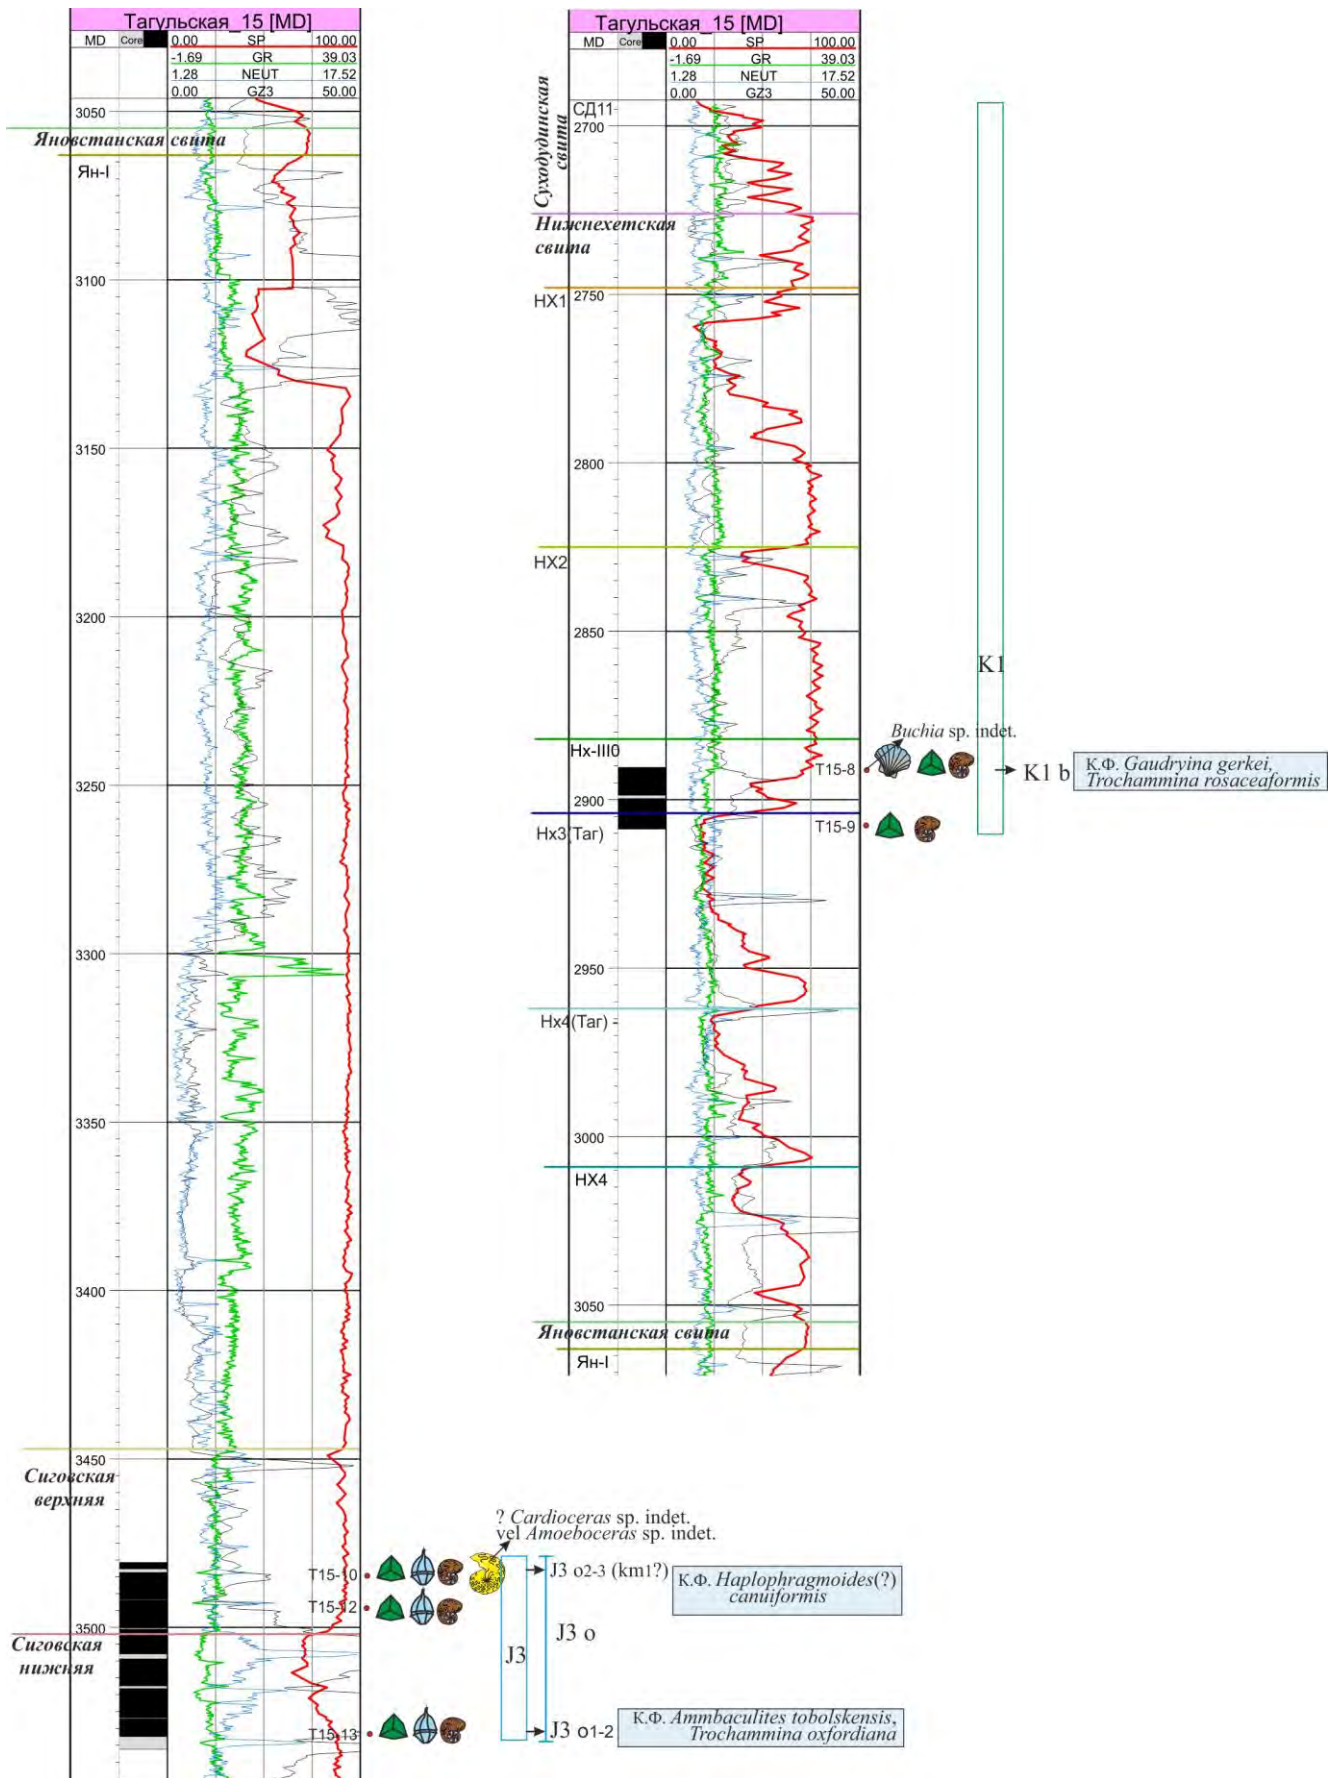 Тагульская_15 [MD]
MD Core 0.00 SP 100.00
-1.69 GR 39.03
1.28 NEUT 17.52
0.00 GZ3 50.00
3050
Яновстанская свита
Ян-I
3100
3150
3200
3250
3300
3350
3400
3450
Сиговская
верхняя
? Cardioceras sp. indet.
vel Amoeboceras sp. indet.
T15-10
J3 o2-3 (km1?)
К.Ф. Haplophragmoides(?)
canuiformis
T15-12
3500
Сиговская
нижняя
J3
J3 o
T15-13
J3 o1-2
К.Ф. Ammbaculites tobolskensis,
Trochammina oxfordiana
Тагульская_15 [MD]
MD Core 0.00 SP 100.00
-1.69 GR 39.03
1.28 NEUT 17.52
0.00 GZ3 50.00
Суходудинская
свита
СД11
2700
Нижнехетская
свита
НХ1
2750
2800
НХ2
2850
K1
Buchia sp. indet.
Нх-III0
T15-8
K1 b
К.Ф. Gaudryina gerkei,
Trochammina rosaceaformis
2900
T15-9
Нх3(Таг)
2950
Нх4(Таг)
3000
НХ4
3050
Яновстанская свита
Ян-I